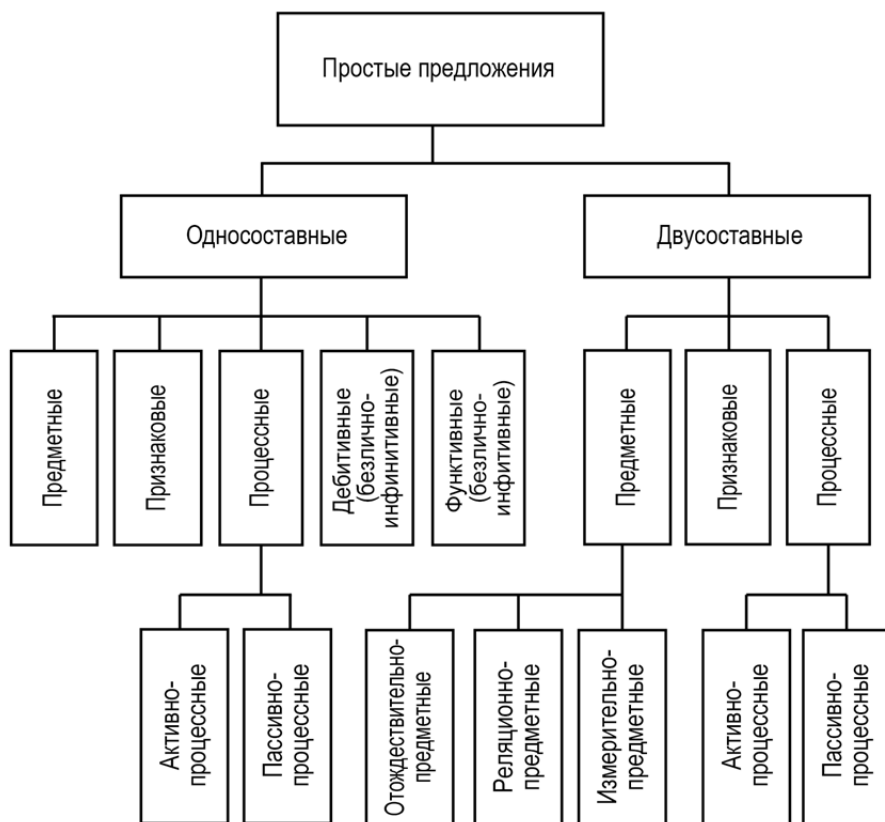 Простые предложения
Односоставные
Двусоставные
Предметные
Признаковые
Процессные
Дебитивные
(безлично-
инфинитивные)
Функтивные
(безлично-
инфитивные)
Предметные
Признаковые
Процессные
Активно-
процессные
Пассивно-
процессные
Отождествительно-
предметные
Реляционно-
предметные
Измерительно-
предметные
Активно-
процессные
Пассивно-
процессные